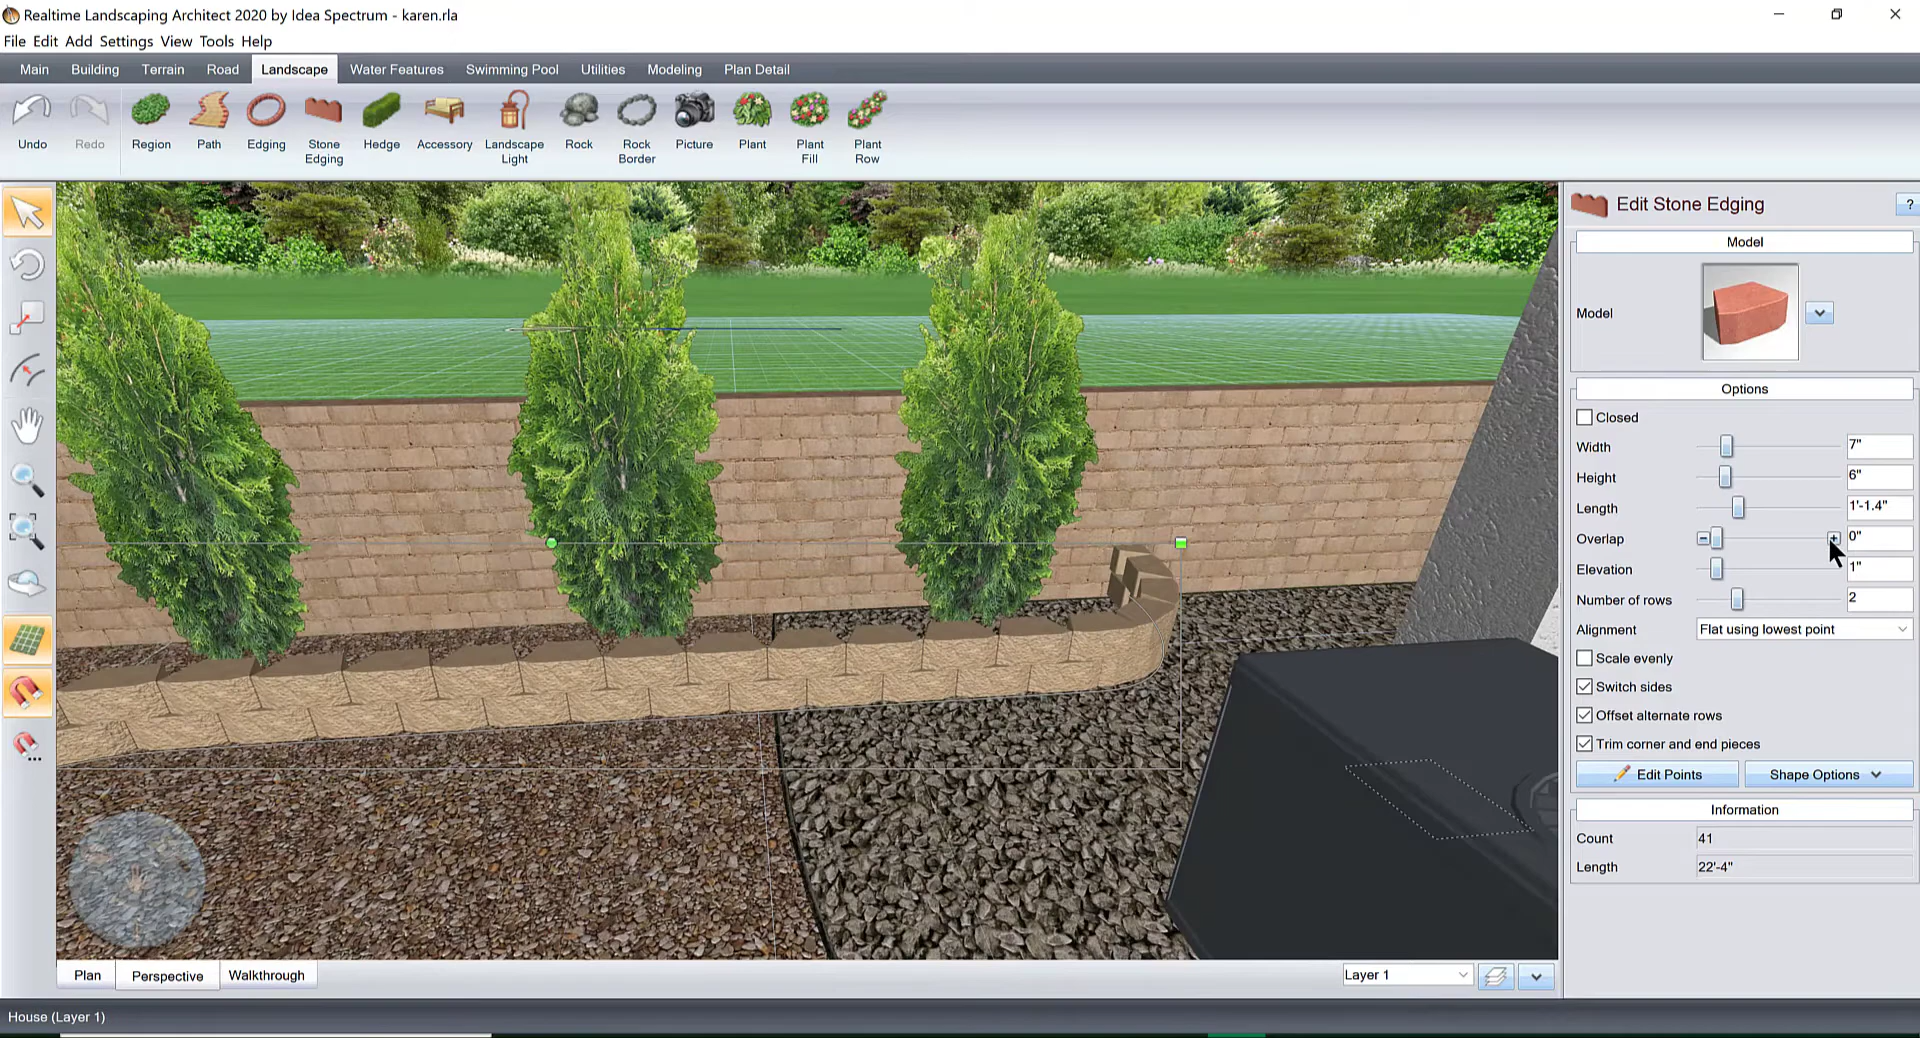 Realtime Landscaping Architect 2020 by Idea Spectrum - karen.rla
File Edit Add Settings View Tools Help
Main Building Terrain Road Landscape Water Features Swimming Pool Utilities Modeling Plan Detail
Undo Redo Region Path Edging Stone Edging Hedge Accessory Landscape Light Rock Rock Border Picture Plant Plant Fill Plant Row
Edit Stone Edging ?
Model
Model
Options
Closed
Width 7"
Height 6"
Length 1'-1.4"
Overlap 0"
Elevation 1"
Number of rows 2
Alignment Flat using lowest point
Scale evenly
Switch sides
Offset alternate rows
Trim corner and end pieces
Edit Points Shape Options
Information
Count 41
Length 22'-4"
Plan Perspective Walkthrough Layer 1
House (Layer 1)